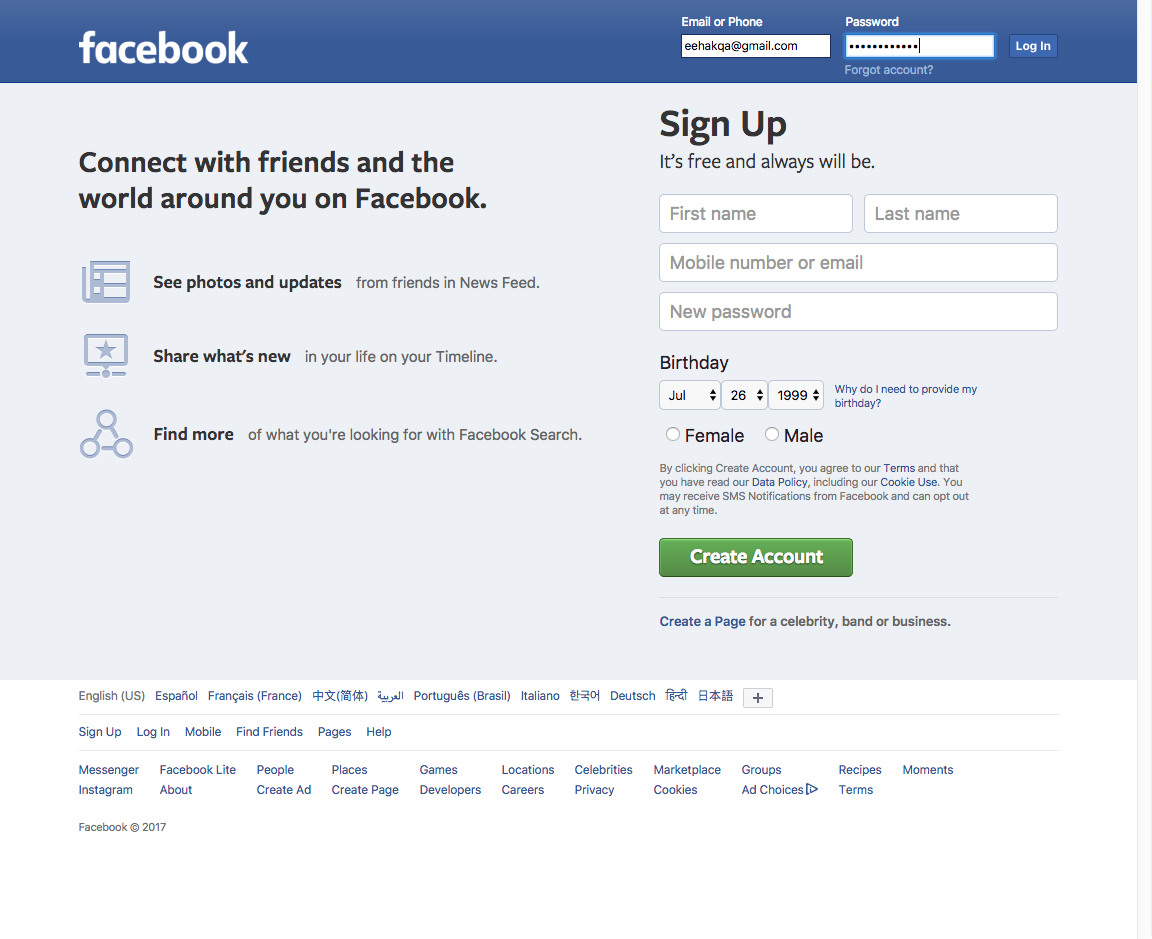 facebook
Email or Phone
Password
eehakqa@gmail.com
••••••••••••
Log In
Forgot account?
Connect with friends and the
world around you on Facebook.
See photos and updates from friends in News Feed.
Share what's new in your life on your Timeline.
Find more of what you're looking for with Facebook Search.
Sign Up
It's free and always will be.
First name
Last name
Mobile number or email
New password
Birthday
Jul 26 1999
Why do I need to provide my
birthday?
Female Male
By clicking Create Account, you agree to our Terms and that
you have read our Data Policy, including our Cookie Use. You
may receive SMS Notifications from Facebook and can opt out
at any time.
Create Account
Create a Page for a celebrity, band or business.
English (US) Español Français (France) 中文(简体) العربية Português (Brasil) Italiano 한국어 Deutsch हिन्दी 日本語 +
Sign Up Log In Mobile Find Friends Pages Help
Messenger Facebook Lite People Places Games Locations Celebrities Marketplace Groups Recipes Moments
Instagram About Create Ad Create Page Developers Careers Privacy Cookies Ad Choices Terms
Facebook © 2017